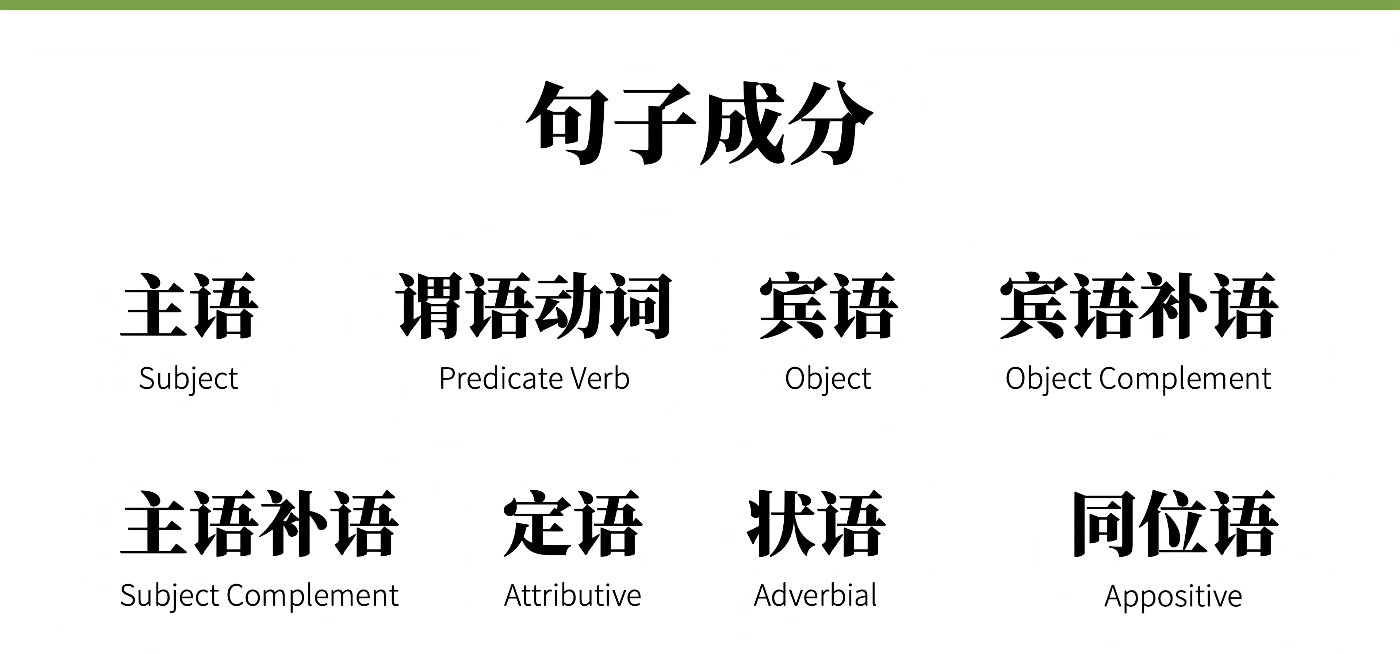 句子成分
主语 谓语动词 宾语 宾语补语
Subject Predicate Verb Object Object Complement
主语补语 定语 状语 同位语
Subject Complement Attributive Adverbial Appositive